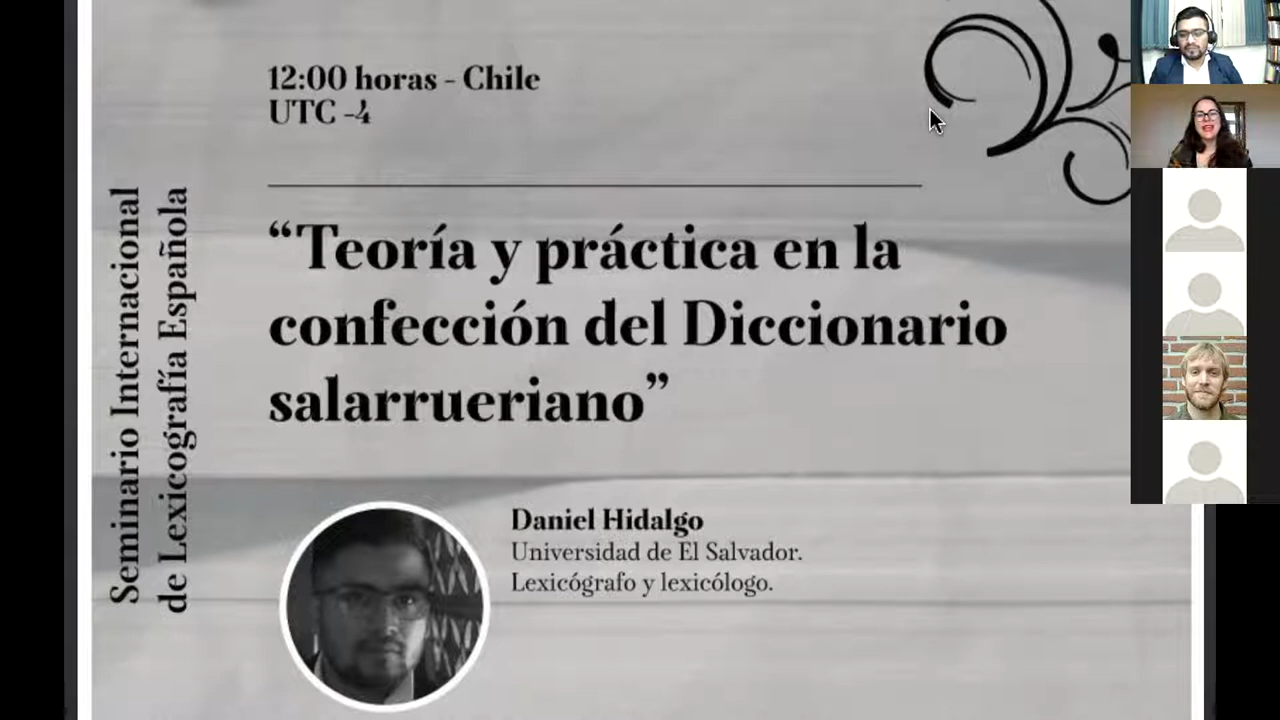 12:00 horas - Chile
UTC -4
Seminario Internacional
de Lexicografía Española
“Teoría y práctica en la
confección del Diccionario
salarrueriano”
Daniel Hidalgo
Universidad de El Salvador.
Lexicógrafo y lexicólogo.